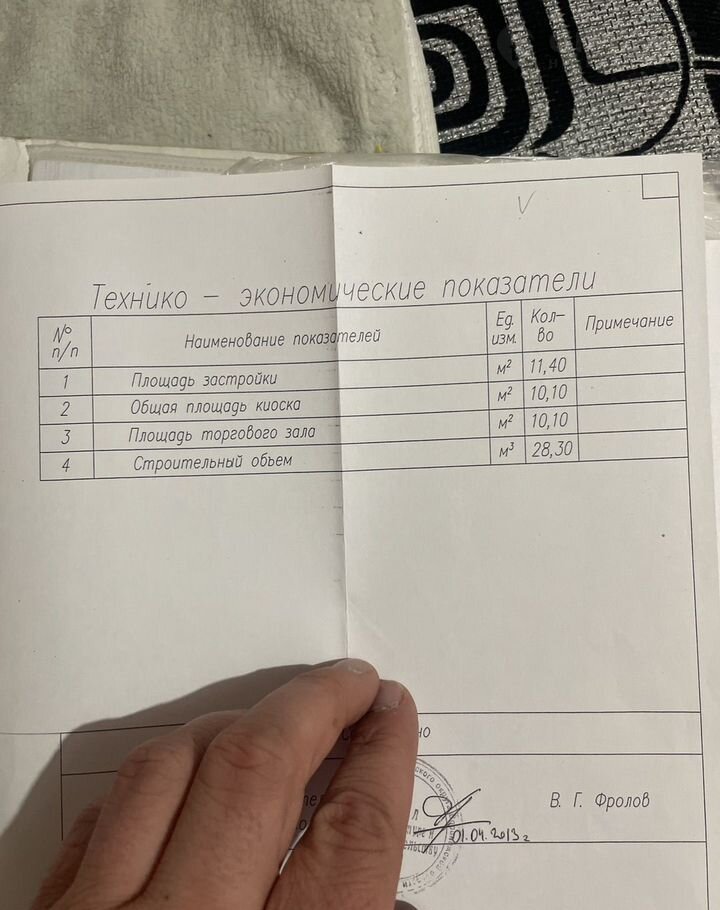 V
Технико – экономические показатели
№ п/п Наименование показателей Ед. изм. Кол-во Примечание
1 Площадь застройки м² 11,40
2 Общая площадь киоска м² 10,10
3 Площадь торгового зала м² 10,10
4 Строительный объем м³ 28,30
но
В. Г. Фролов
01.04.2013г